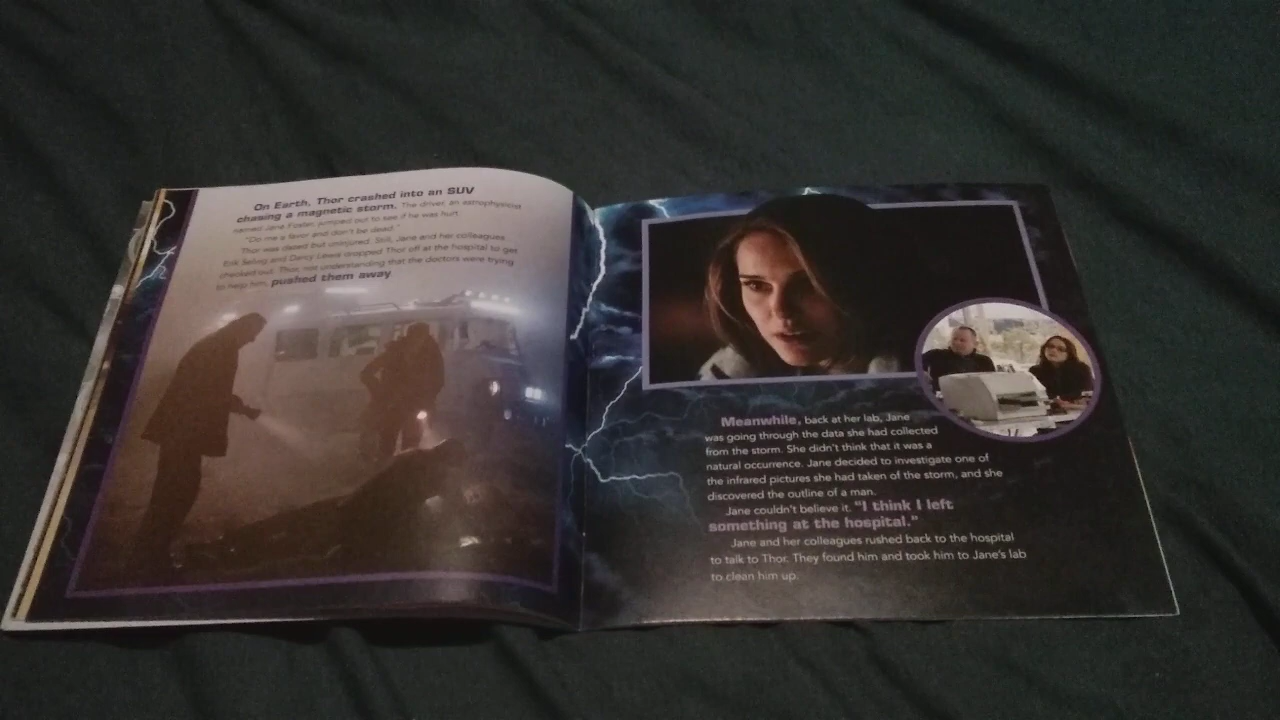 On Earth, Thor crashed into an SUV
chasing a magnetic storm. The driver, an astrophysicist
named Jane Foster, jumped out to see if he was hurt.
"Do me a favor and don't be dead."
Thor was dazed but uninjured. Still, Jane and her colleagues
Erik Selvig and Darcy Lewis dropped Thor off at the hospital to get
checked out. Thor, not understanding that the doctors were trying
to help him, pushed them away
Meanwhile, back at her lab, Jane
was going through the data she had collected
from the storm. She didn't think that it was a
natural occurrence. Jane decided to investigate one of
the infrared pictures she had taken of the storm, and she
discovered the outline of a man.
Jane couldn't believe it. "I think I left
something at the hospital."
Jane and her colleagues rushed back to the hospital
to talk to Thor. They found him and took him to Jane's lab
to clean him up.